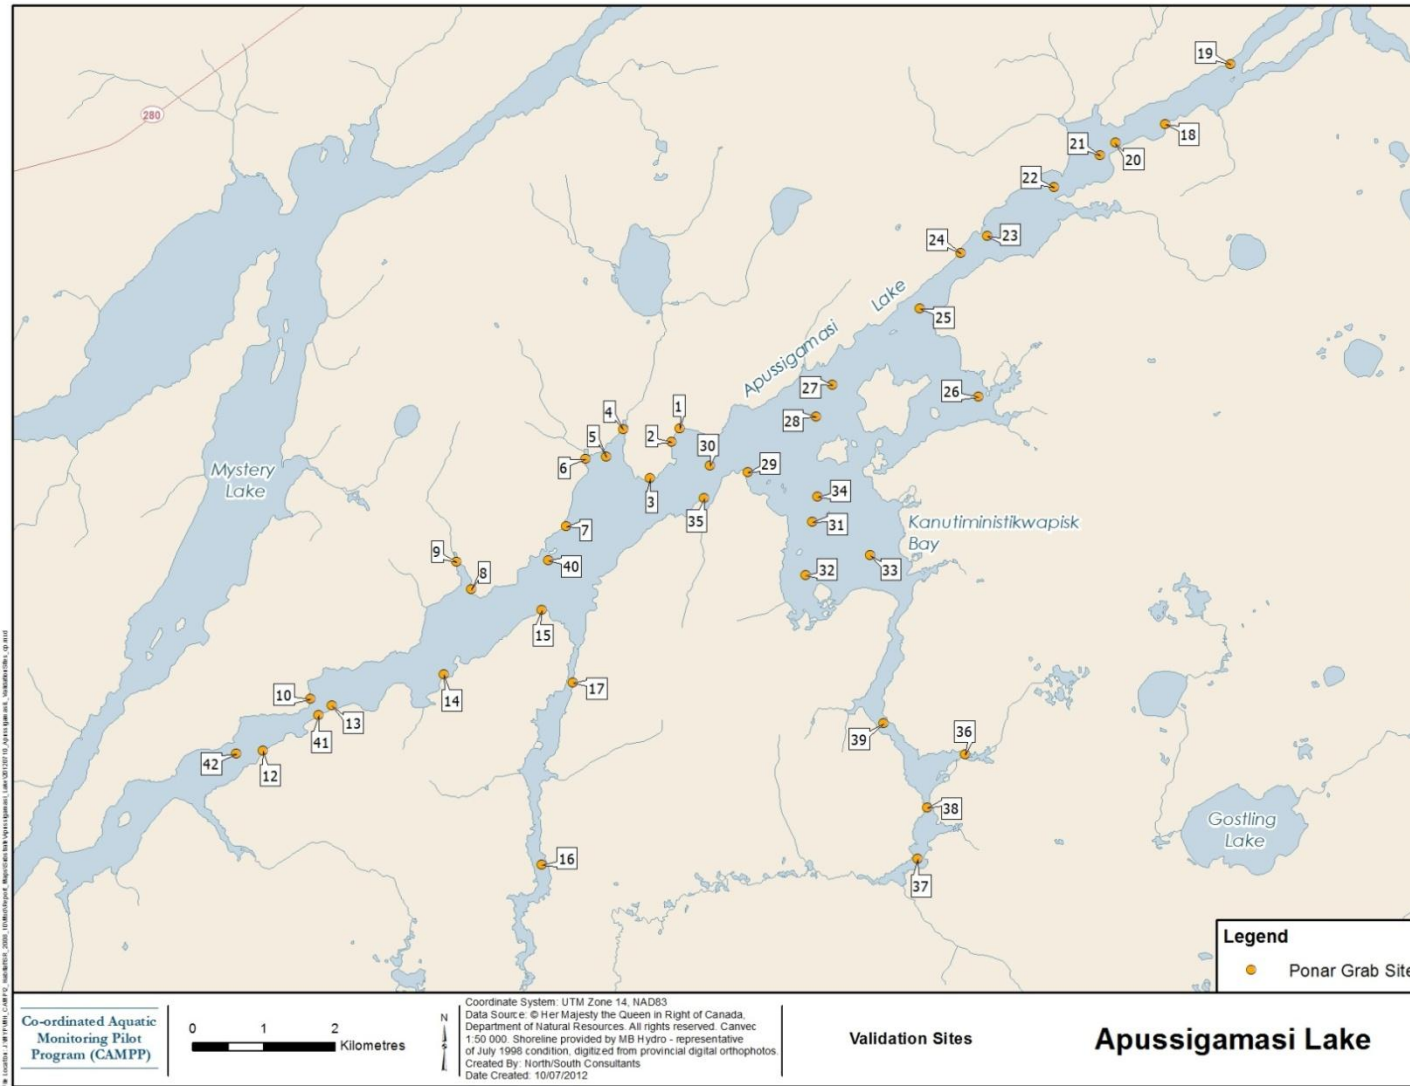 280
19
18
21
20
22
24
23
Apussigamasi Lake
25
27
26
28
4
1
5
2
30
6
29
3
34
35
31
7
Kanutiministikwapisk
Bay
Mystery
Lake
9
8
40
33
32
15
10
14
17
13
41
39
36
42
12
38
Gostling
Lake
16
37
Legend
Ponar Grab Site
Co-ordinated Aquatic
Monitoring Pilot
Program (CAMPP)
0 1 2
Kilometres
N
Coordinate System: UTM Zone 14, NAD83
Data Source: © Her Majesty the Queen in Right of Canada,
Department of Natural Resources. All rights reserved. Canvec
1:50 000. Shoreline provided by MB Hydro - representative
of July 1998 condition, digitized from provincial digital orthophotos.
Created By: North/South Consultants
Date Created: 10/07/2012
Validation Sites
Apussigamasi Lake